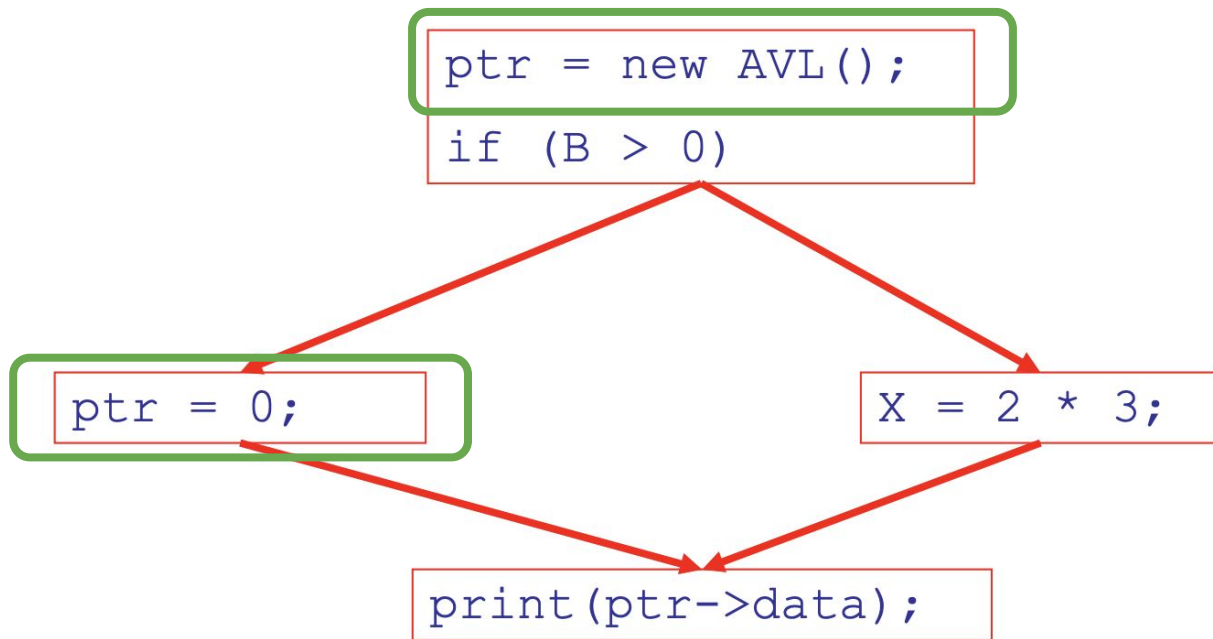 ptr = new AVL();
if (B > 0)
ptr = 0;
X = 2 * 3;
print(ptr->data);